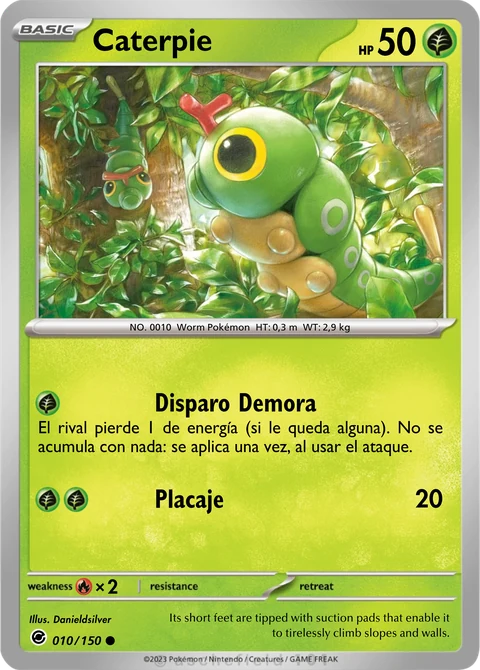 BASIC
Caterpie
HP 50
NO. 0010 Worm Pokémon HT: 0,3 m WT: 2,9 kg
Disparo Demora
El rival pierde 1 de energía (si le queda alguna). No se
acumula con nada: se aplica una vez, al usar el ataque.
Placaje 20
weakness × 2 resistance retreat
Illus. Danieldsilver
Its short feet are tipped with suction pads that enable it
to tirelessly climb slopes and walls.
010/150
©2023 Pokémon / Nintendo / Creatures / GAME FREAK